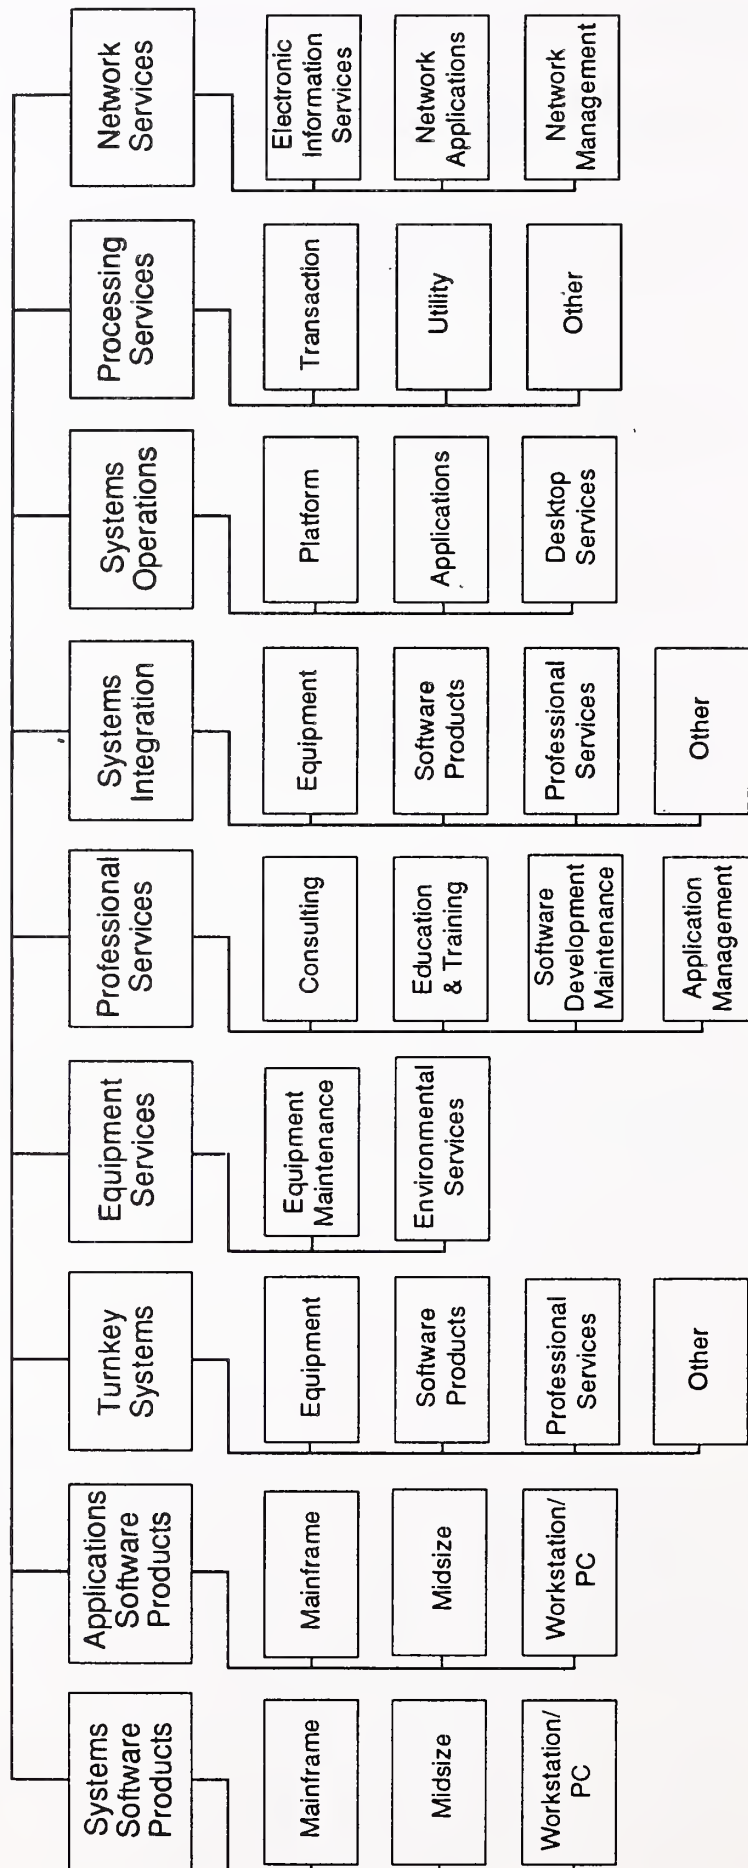 Systems
Software
Products
Mainframe
Midsize
Workstation/
PC
Applications
Software
Products
Mainframe
Midsize
Workstation/
PC
Turnkey
Systems
Equipment
Software
Products
Professional
Services
Other
Equipment
Services
Equipment
Maintenance
Environmental
Services
Professional
Services
Consulting
Education
& Training
Software
Development
Maintenance
Application
Management
Systems
Integration
Equipment
Software
Products
Professional
Services
Other
Systems
Operations
Platform
Applications
Desktop
Services
Processing
Services
Transaction
Utility
Other
Network
Services
Electronic
Information
Services
Network
Applications
Network
Management